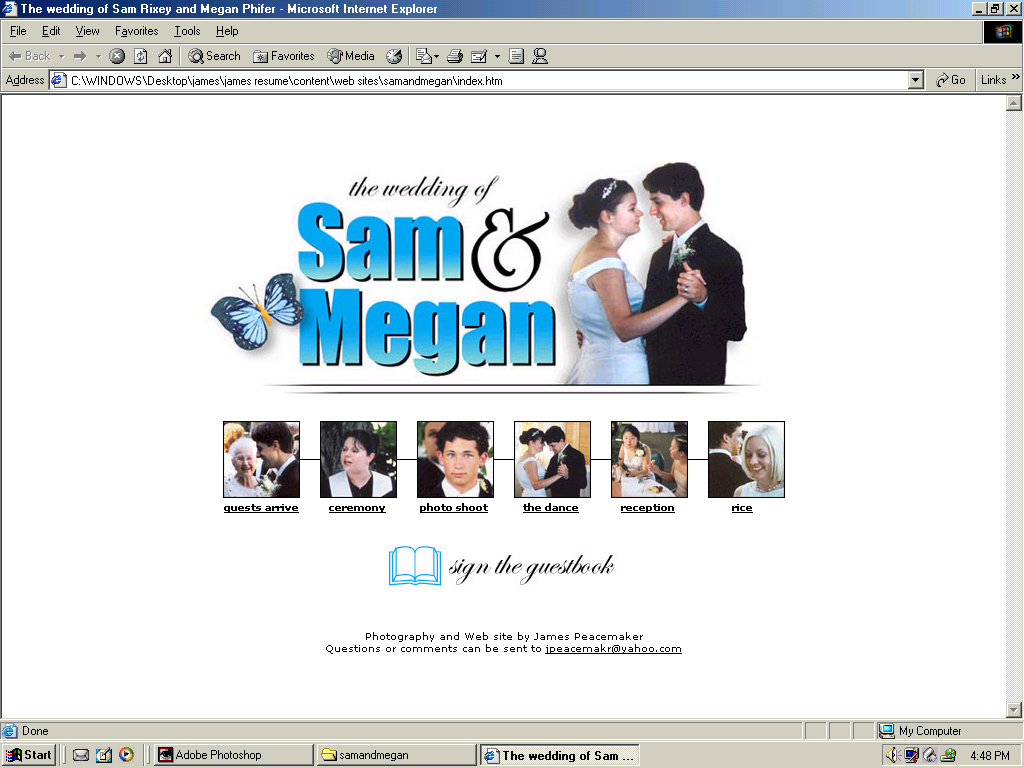 The wedding of Sam Rixey and Megan Phifer - Microsoft Internet Explorer
File Edit View Favorites Tools Help
Back Search Favorites Media
Address C:\WINDOWS\Desktop\james\james resume\content\web sites\samandmegan\index.htm Go Links »
the wedding of
Sam &
Megan
guests arrive ceremony photo shoot the dance reception rice
sign the guestbook
Photography and Web site by James Peacemaker
Questions or comments can be sent to jpeacemakr@yahoo.com
Done My Computer
Start Adobe Photoshop samandmegan The wedding of Sam ... 4:48 PM